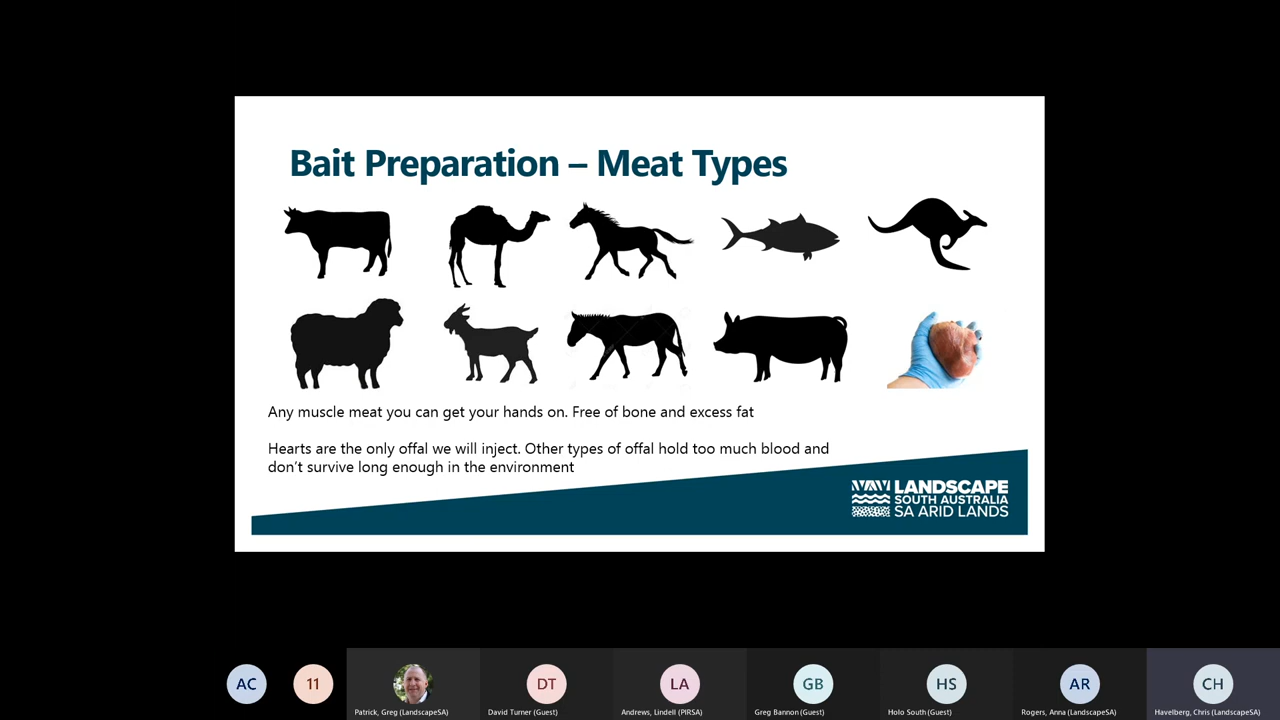 Bait Preparation – Meat Types
Any muscle meat you can get your hands on. Free of bone and excess fat
Hearts are the only offal we will inject. Other types of offal hold too much blood and
don't survive long enough in the environment
LANDSCAPE
SOUTH AUSTRALIA
SA ARID LANDS
AC
11
DT
LA
GB
HS
AR
CH
Patrick, Greg (LandscapeSA)
David Turner (Guest)
Andrews, Lindell (PIRSA)
Greg Bannon (Guest)
Holo South (Guest)
Rogers, Anna (LandscapeSA)
Havelberg, Chris (LandscapeSA)